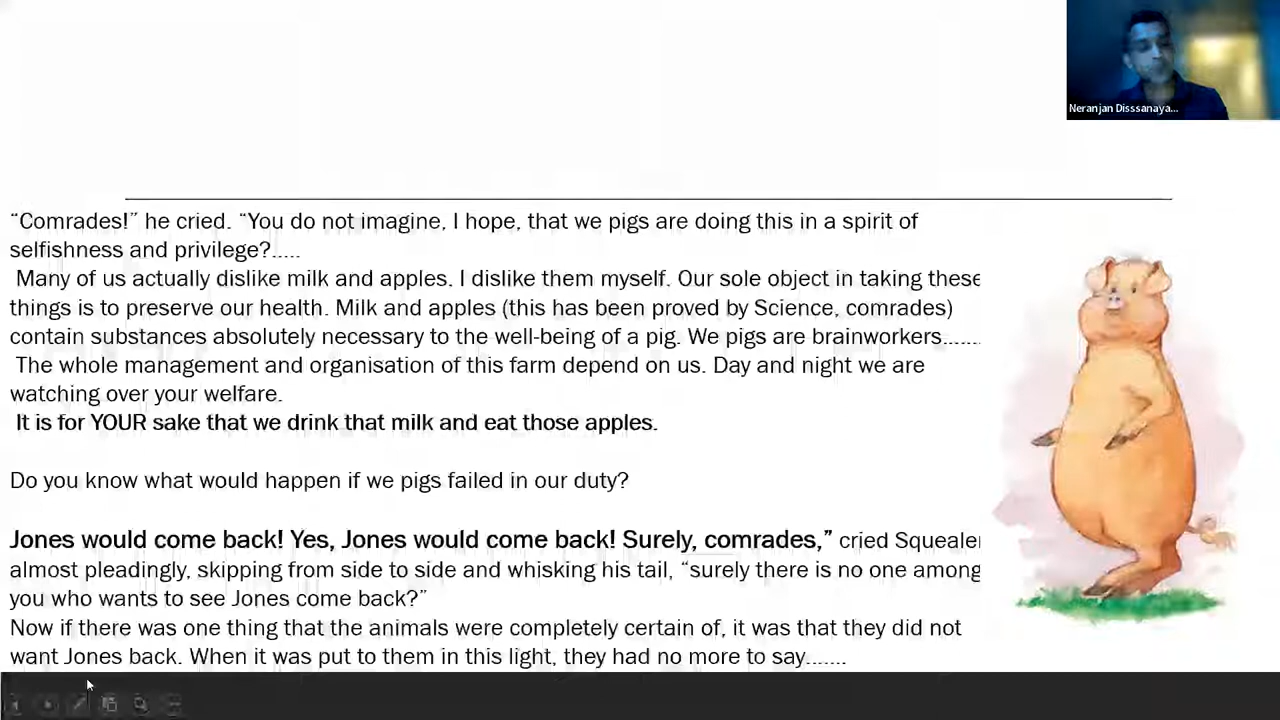 Neranjan Disssanaya...
“Comrades!” he cried. “You do not imagine, I hope, that we pigs are doing this in a spirit of
selfishness and privilege?.....
Many of us actually dislike milk and apples. I dislike them myself. Our sole object in taking these
things is to preserve our health. Milk and apples (this has been proved by Science, comrades)
contain substances absolutely necessary to the well-being of a pig. We pigs are brainworkers......
The whole management and organisation of this farm depend on us. Day and night we are
watching over your welfare.
It is for YOUR sake that we drink that milk and eat those apples.
Do you know what would happen if we pigs failed in our duty?
Jones would come back! Yes, Jones would come back! Surely, comrades,” cried Squealer
almost pleadingly, skipping from side to side and whisking his tail, “surely there is no one among
you who wants to see Jones come back?”
Now if there was one thing that the animals were completely certain of, it was that they did not
want Jones back. When it was put to them in this light, they had no more to say.......